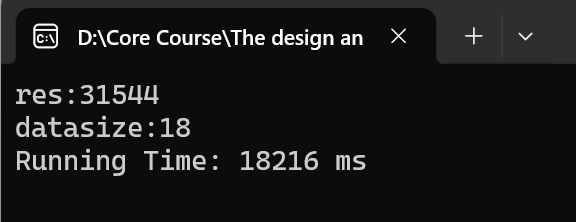 D:\Core Course\The design an
res:31544
datasize:18
Running Time: 18216 ms